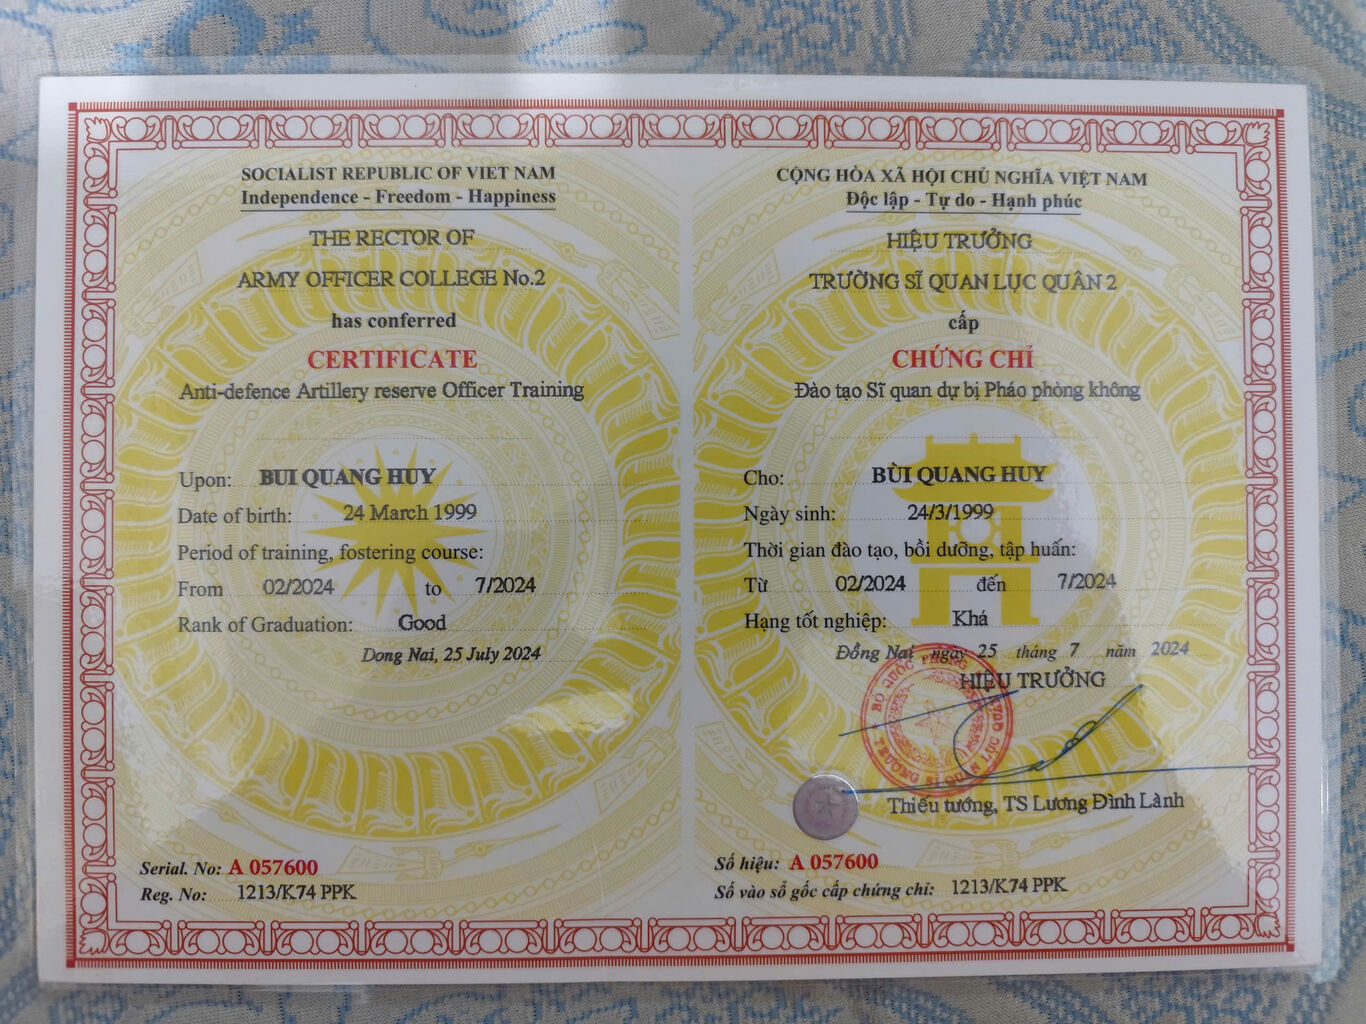 SOCIALIST REPUBLIC OF VIET NAM
Independence - Freedom - Happiness
THE RECTOR OF
ARMY OFFICER COLLEGE No.2
has conferred
CERTIFICATE
Anti-defence Artillery reserve Officer Training
Upon: BUI QUANG HUY
Date of birth: 24 March 1999
Period of training, fostering course:
From 02/2024 to 7/2024
Rank of Graduation: Good
Dong Nai, 25 July 2024
Serial. No: A 057600
Reg. No: 1213/K74 PPK
CỘNG HÒA XÃ HỘI CHỦ NGHĨA VIỆT NAM
Độc lập - Tự do - Hạnh phúc
HIỆU TRƯỞNG
TRƯỜNG SĨ QUAN LỤC QUÂN 2
cấp
CHỨNG CHỈ
Đào tạo Sĩ quan dự bị Pháo phòng không
Cho: BÙI QUANG HUY
Ngày sinh: 24/3/1999
Thời gian đào tạo, bồi dưỡng, tập huấn:
Từ 02/2024 đến 7/2024
Hạng tốt nghiệp: Khá
Đồng Nai ngày 25 tháng 7 năm 2024
HIỆU TRƯỞNG
BỘ QUỐC PHÒNG
TRƯỜNG SĨ QUAN LỤC QUÂN
Thiếu tướng, TS Lương Đình Lành
Số hiệu: A 057600
Số vào sổ gốc cấp chứng chỉ: 1213/K74 PPK